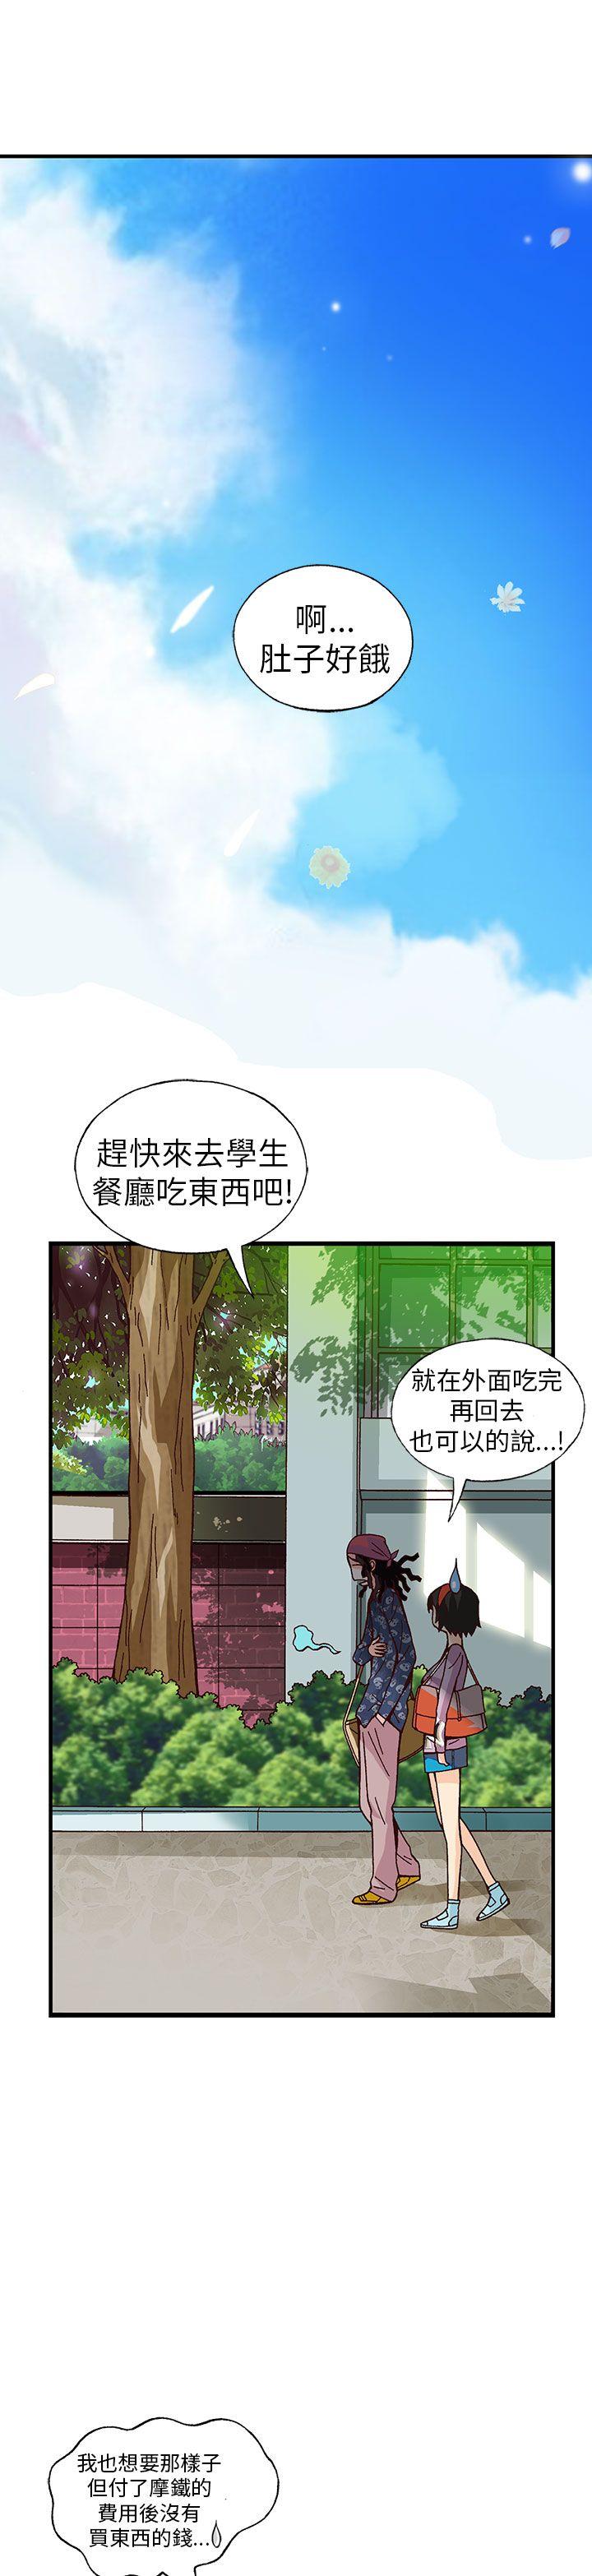 啊...
肚子好餓
趕快來去學生
餐廳吃東西吧!
就在外面吃完
再回去
也可以的說...!
我也想要那樣子
但付了摩鐵的
費用後沒有
買東西的錢...